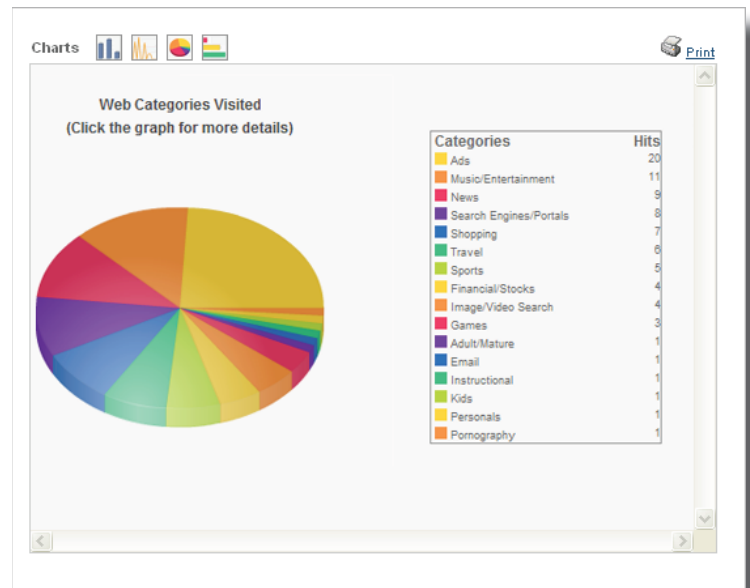 Charts Print
Web Categories Visited
(Click the graph for more details)
Categories Hits
Ads 20
Music/Entertainment 11
News 9
Search Engines/Portals 8
Shopping 7
Travel 6
Sports 5
Financial/Stocks 4
Image/Video Search 4
Games 3
Adult/Mature 1
Email 1
Instructional 1
Kids 1
Personals 1
Pornography 1